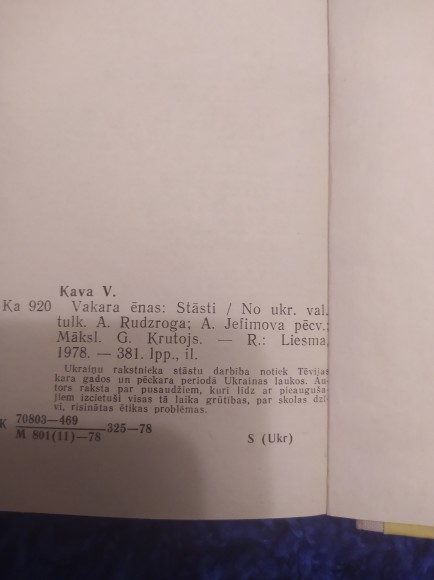 Kava V.
Ka 920 Vakara ēnas: Stāsti / No ukr. val.
tulk. A. Rudzroga; A. Jefimova pēcv.;
Māksl. G. Krutojs. — R.: Liesma,
1978. — 381. lpp., il.
Ukraiņu rakstnieka stāstu darbība notiek Tēvijas
kara gados un pēckara periodā Ukrainas laukos. Au-
tors raksta par pusaudžiem, kuri līdz ar pieauguša-
jiem izcietuši visas tā laika grūtības, par skolas dzī-
vi, risinātas ētikas problēmas.
K 70803—469
M 801(11)—78 325—78
S (Ukr)